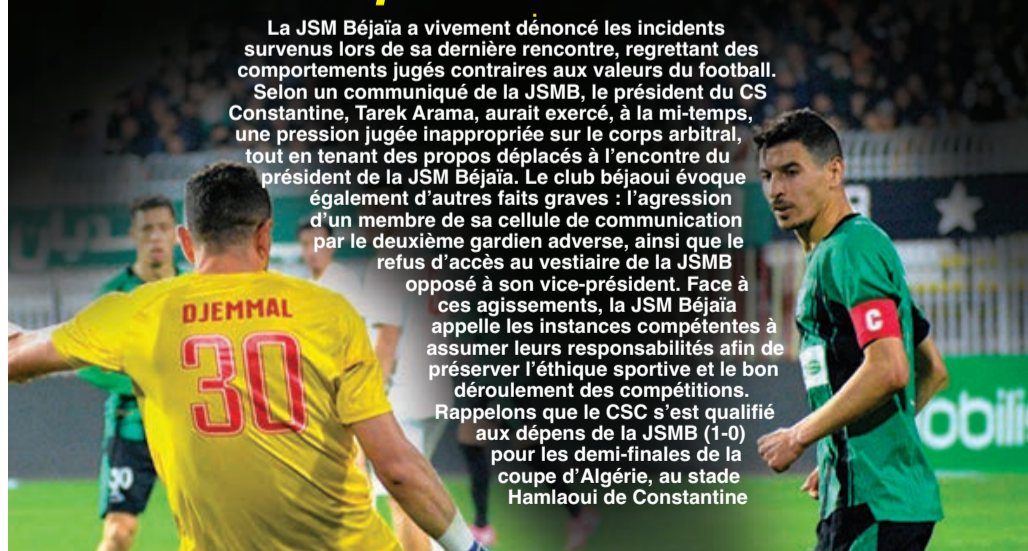 La JSM Béjaïa a vivement dénoncé les incidents
survenus lors de sa dernière rencontre, regrettant des
comportements jugés contraires aux valeurs du football.
Selon un communiqué de la JSMB, le président du CS
Constantine, Tarek Arama, aurait exercé, à la mi-temps,
une pression jugée inappropriée sur le corps arbitral,
tout en tenant des propos déplacés à l’encontre du
président de la JSM Béjaïa. Le club béjaoui évoque
également d’autres faits graves : l’agression
d’un membre de sa cellule de communication
par le deuxième gardien adverse, ainsi que le
refus d’accès au vestiaire de la JSMB
opposé à son vice-président. Face à
ces agissements, la JSM Béjaïa
appelle les instances compétentes à
assumer leurs responsabilités afin de
préserver l’éthique sportive et le bon
déroulement des compétitions.
Rappelons que le CSC s’est qualifié
aux dépens de la JSMB (1-0)
pour les demi-finales de la
coupe d’Algérie, au stade
Hamlaoui de Constantine
DJEMMAL
30
C